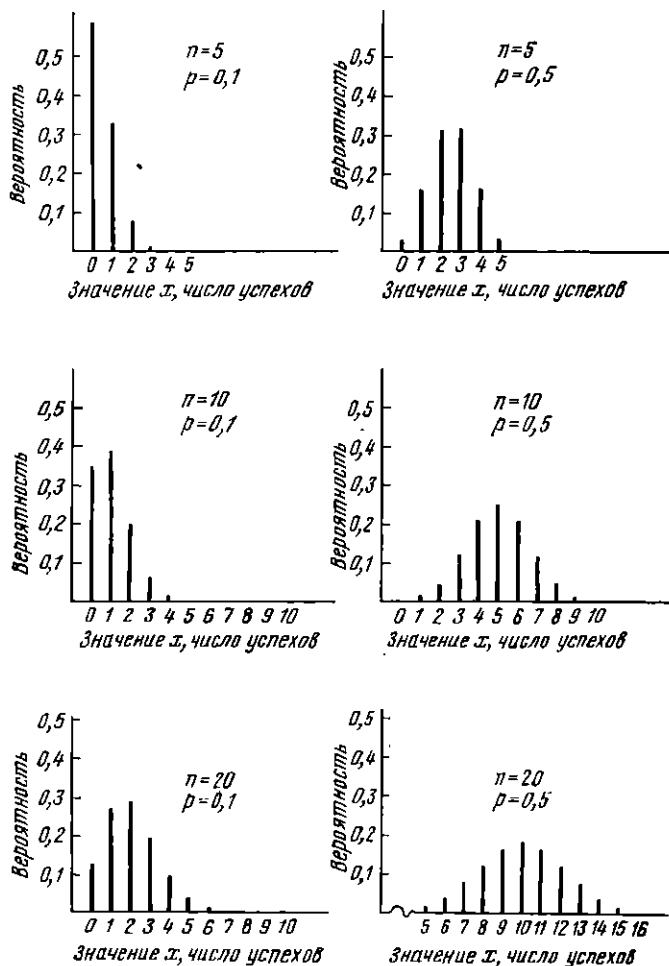 n=5
p=0,1
Вероятность
0,5
0,4
0,3
0,2
0,1
0 1 2 3 4 5
Значение x, число успехов
n=5
p=0,5
Вероятность
0,5
0,4
0,3
0,2
0,1
0 1 2 3 4 5
Значение x, число успехов
n=10
p=0,1
Вероятность
0,5
0,4
0,3
0,2
0,1
0 1 2 3 4 5 6 7 8 9 10
Значение x, число успехов
n=10
p=0,5
Вероятность
0,5
0,4
0,3
0,2
0,1
0 1 2 3 4 5 6 7 8 9 10
Значение x, число успехов
n=20
p=0,1
Вероятность
0,5
0,4
0,3
0,2
0,1
0 1 2 3 4 5 6 7 8 9 10
Значение x, число успехов
n=20
p=0,5
Вероятность
0,5
0,4
0,3
0,2
0,1
5 6 7 8 9 10 11 12 13 14 15 16
Значение x, число успехов